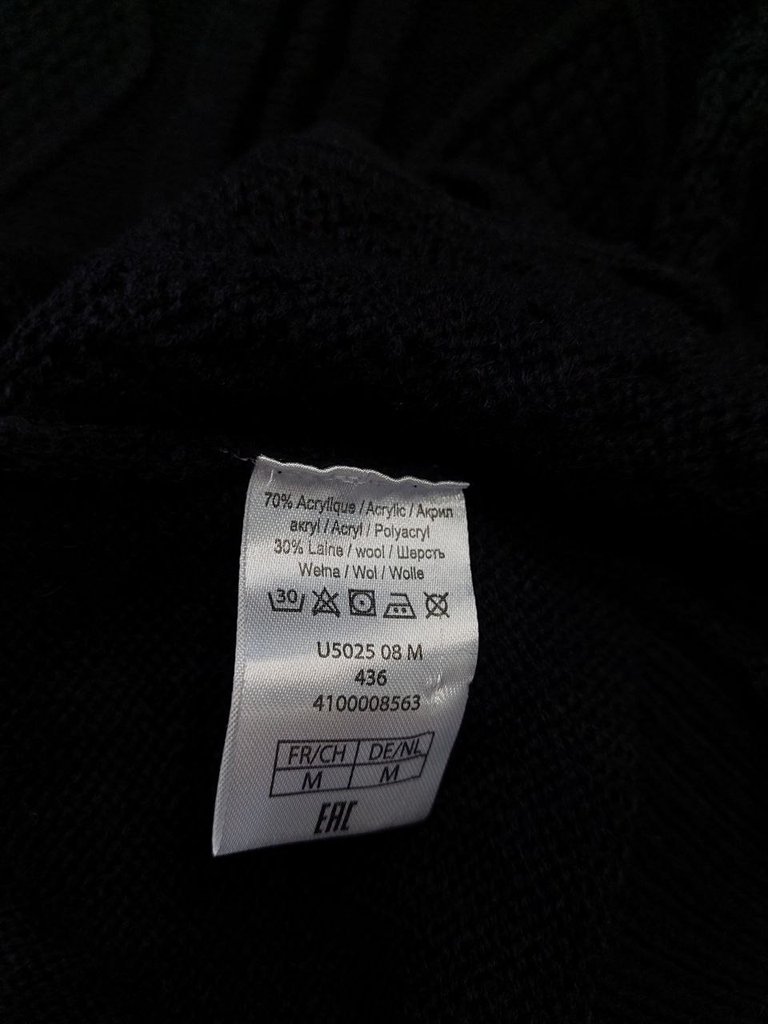 70% Acrylique / Acrylic / Акрил
akryl / Acryl / Polyacryl
30% Laine / wool / Шерсть
Wełna / Wol / Wolle
30
U5025 08 M
436
4100008563
FR/CH DE/NL
M M
EAC